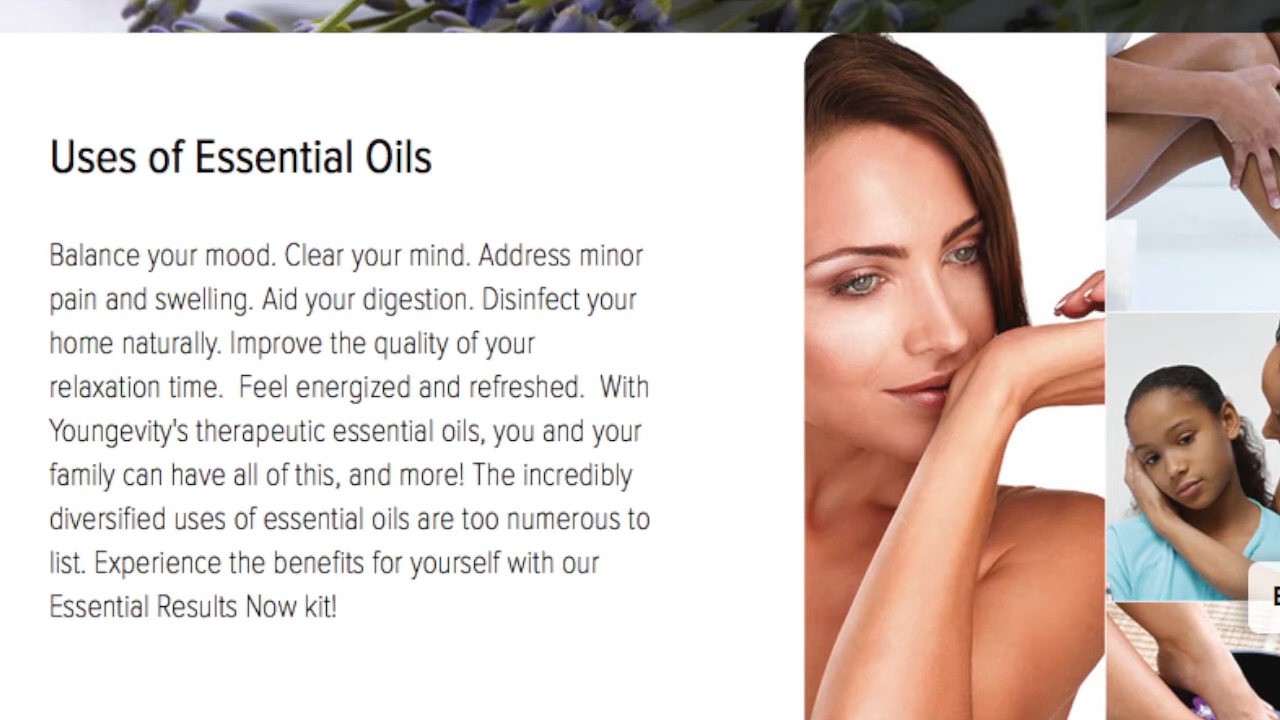 Uses of Essential Oils
Balance your mood. Clear your mind. Address minor
pain and swelling. Aid your digestion. Disinfect your
home naturally. Improve the quality of your
relaxation time.  Feel energized and refreshed.  With
Youngevity's therapeutic essential oils, you and your
family can have all of this, and more! The incredibly
diversified uses of essential oils are too numerous to
list. Experience the benefits for yourself with our
Essential Results Now kit!